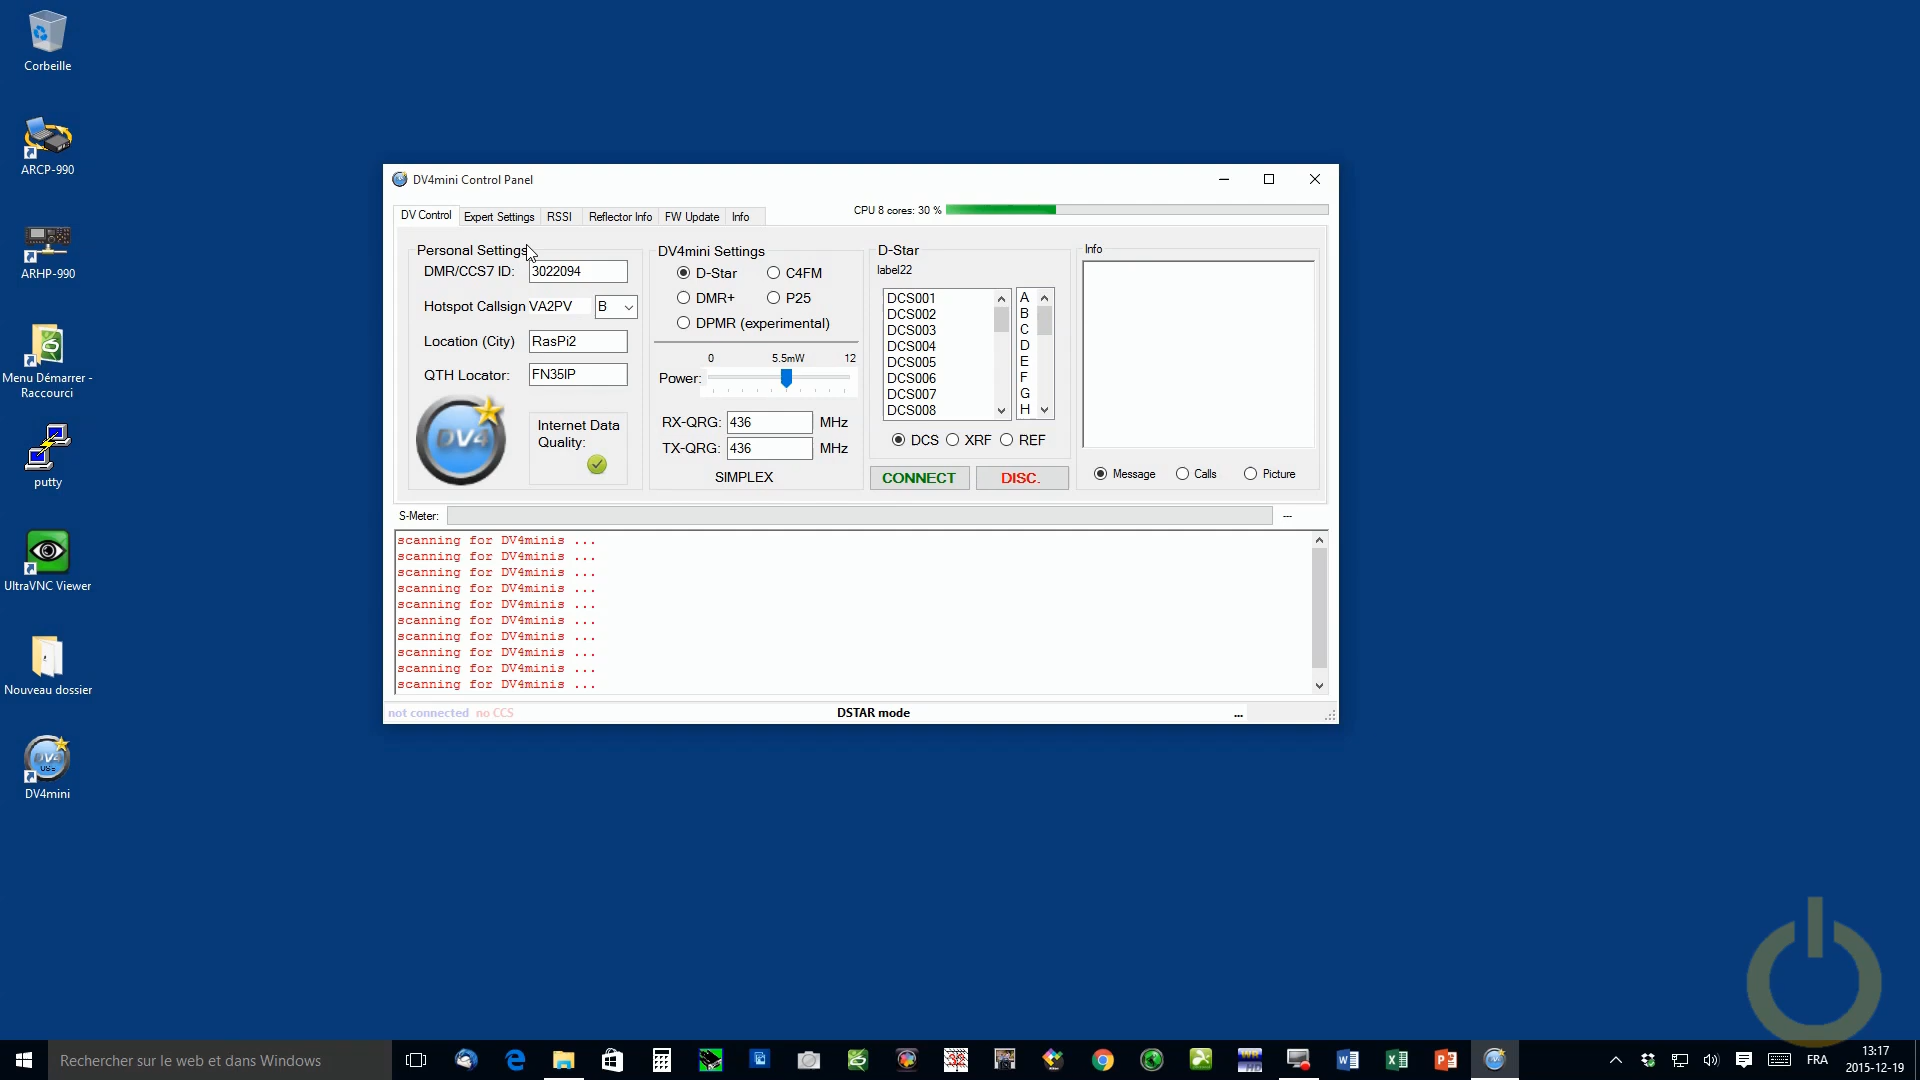 Corbeille
ARCP-990
ARHP-990
Menu Démarrer -
Raccourci
putty
UltraVNC Viewer
Nouveau dossier
DV4
USB
DV4mini
DV4mini Control Panel
DV Control
Expert Settings
RSSI
Reflector Info
FW Update
Info
CPU 8 cores: 30 %
Personal Settings
DMR/CCS7 ID:
3022094
Hotspot Callsign
VA2PV
B
Location (City)
RasPi2
QTH Locator:
FN35IP
DV4
Internet Data
Quality:
DV4mini Settings
D-Star
C4FM
DMR+
P25
DPMR (experimental)
0
5.5mW
12
Power:
RX-QRG:
436
MHz
TX-QRG:
436
MHz
SIMPLEX
D-Star
label22
DCS001
DCS002
DCS003
DCS004
DCS005
DCS006
DCS007
DCS008
A
B
C
D
E
F
G
H
DCS
XRF
REF
CONNECT
DISC.
Info
Message
Calls
Picture
S-Meter:
---
scanning for DV4minis ...
scanning for DV4minis ...
scanning for DV4minis ...
scanning for DV4minis ...
scanning for DV4minis ...
scanning for DV4minis ...
scanning for DV4minis ...
scanning for DV4minis ...
scanning for DV4minis ...
scanning for DV4minis ...
not connected
no CCS
DSTAR mode
...
Rechercher sur le web et dans Windows
FRA
13:17
2015-12-19